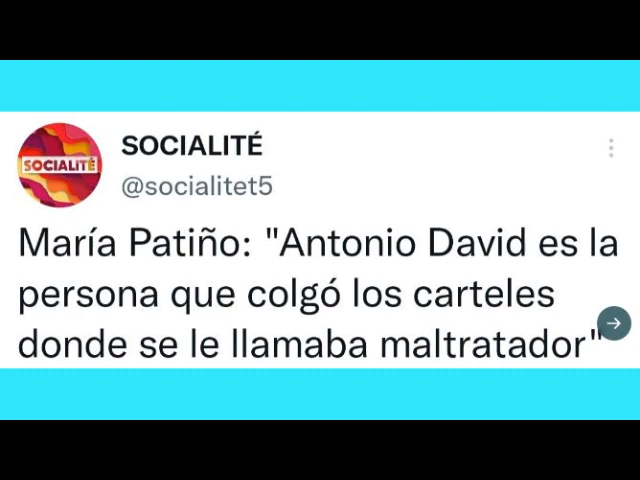 SOCIALITÉ
SOCIALITÉ
@socialitet5
María Patiño: "Antonio David es la
persona que colgó los carteles
donde se le llamaba maltratador"